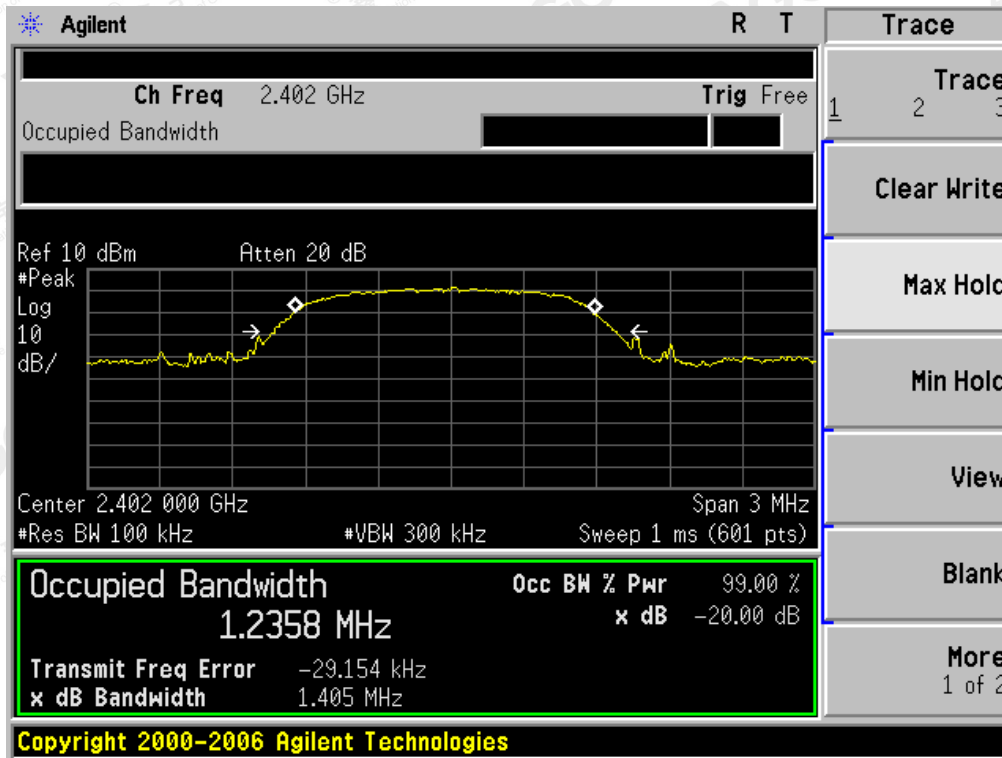 Agilent R T Trace
Trace
1 2 3
Ch Freq 2.402 GHz Trig Free
Occupied Bandwidth
Clear Write
Ref 10 dBm Atten 20 dB
#Peak
Log
10
dB/
Max Hold
Min Hold
View
Center 2.402 000 GHz Span 3 MHz
#Res BW 100 kHz #VBW 300 kHz Sweep 1 ms (601 pts)
Blank
Occupied Bandwidth
1.2358 MHz
Occ BW % Pwr 99.00 %
x dB -20.00 dB
Transmit Freq Error -29.154 kHz
x dB Bandwidth 1.405 MHz
More
1 of 2
Copyright 2000-2006 Agilent Technologies